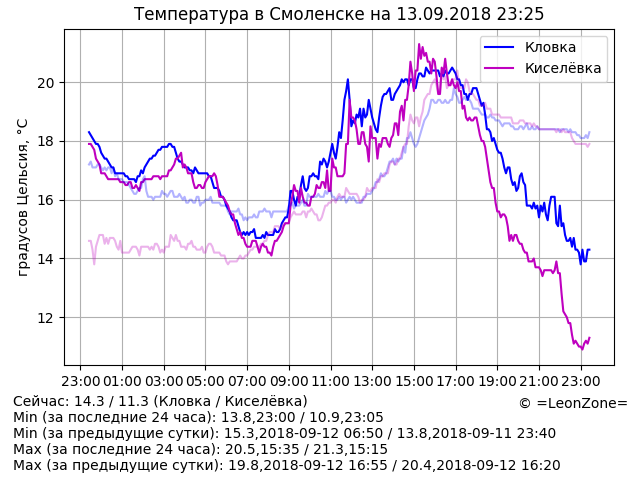 Температура в Смоленске на 13.09.2018 23:25
Кловка
Киселёвка
градусов Цельсия, °C
20
18
16
14
12
23:00 01:00 03:00 05:00 07:00 09:00 11:00 13:00 15:00 17:00 19:00 21:00 23:00
Сейчас: 14.3 / 11.3 (Кловка / Киселёвка)
© =LeonZone=
Min (за последние 24 часа): 13.8,23:00 / 10.9,23:05
Min (за предыдущие сутки): 15.3,2018-09-12 06:50 / 13.8,2018-09-11 23:40
Max (за последние 24 часа): 20.5,15:35 / 21.3,15:15
Max (за предыдущие сутки): 19.8,2018-09-12 16:55 / 20.4,2018-09-12 16:20